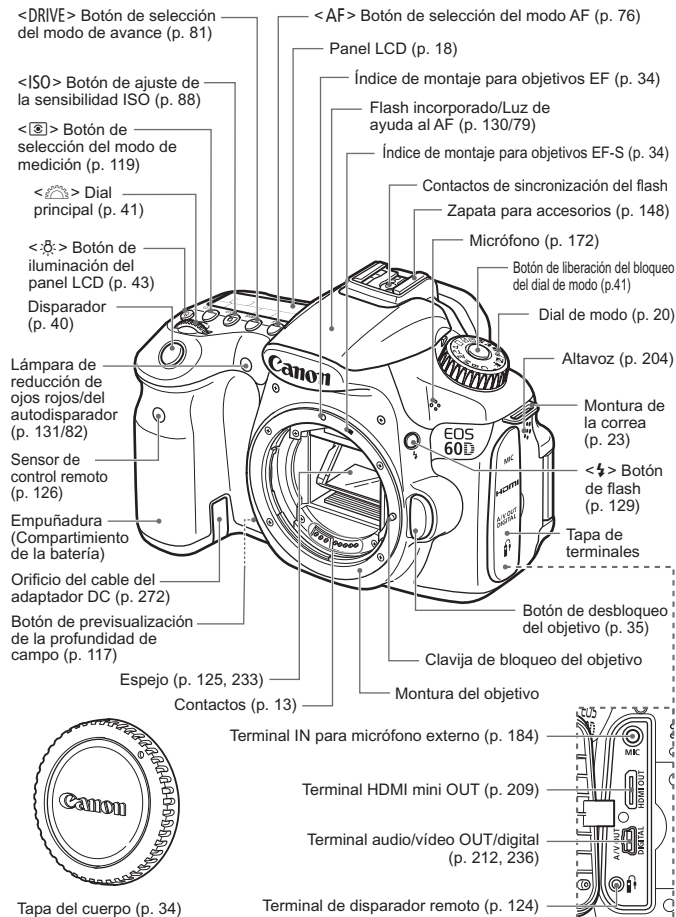 <DRIVE> Botón de selección
del modo de avance (p. 81)
<ISO> Botón de ajuste de
la sensibilidad ISO (p. 88)
< > Botón de
selección del modo de
medición (p. 119)
< > Dial
principal (p. 41)
< > Botón de
iluminación del
panel LCD (p. 43)
Disparador
(p. 40)
Lámpara de
reducción de
ojos rojos/del
autodisparador
(p. 131/82)
Sensor de
control remoto
(p. 126)
Empuñadura
(Compartimento
de la batería)
Orificio del cable del
adaptador DC (p. 272)
Botón de previsualización
de la profundidad de
campo (p. 117)
Espejo (p. 125, 233)
Contactos (p. 13)
<AF> Botón de selección del modo AF (p. 76)
Panel LCD (p. 18)
Índice de montaje para objetivos EF (p. 34)
Flash incorporado/Luz de
ayuda al AF (p. 130/79)
Índice de montaje para objetivos EF-S (p. 34)
Contactos de sincronización del flash
Zapata para accesorios (p. 148)
Micrófono (p. 172)
Botón de liberación del bloqueo
del dial de modo (p.41)
Dial de modo (p. 20)
Altavoz (p. 204)
Montura de
la correa
(p. 23)
< > Botón
de flash
(p. 129)
Tapa de
terminales
Botón de desbloqueo
del objetivo (p. 35)
Clavija de bloqueo del objetivo
Montura del objetivo
Canon
EOS
60D
MIC
HDMI
A/V OUT
DIGITAL
Terminal IN para micrófono externo (p. 184)
Terminal HDMI mini OUT (p. 209)
Terminal audio/vídeo OUT/digital
(p. 212, 236)
Terminal de disparador remoto (p. 124)
MIC
HDMI OUT
A/V OUT
DIGITAL
Canon
Tapa del cuerpo (p. 34)